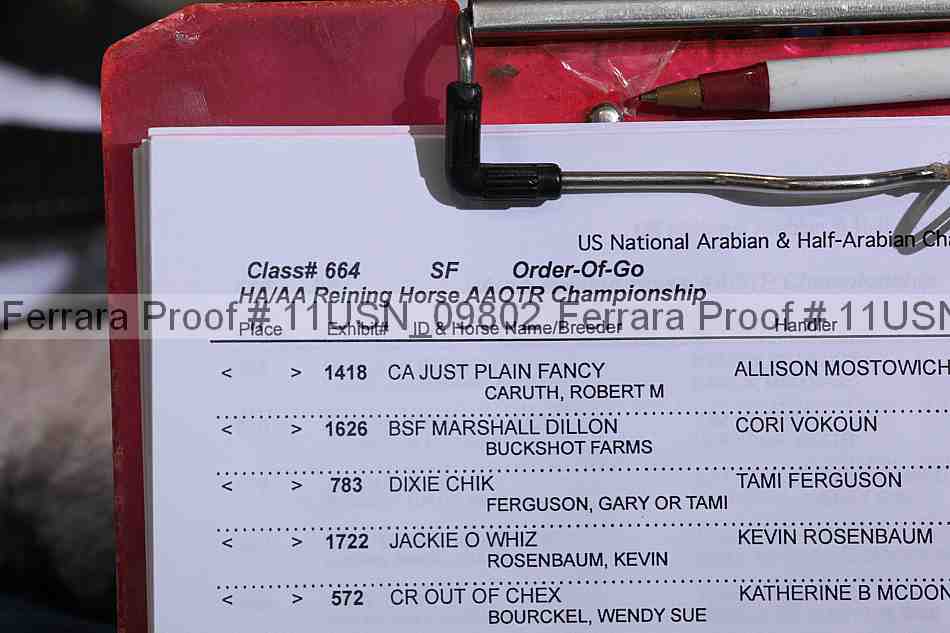 US National Arabian & Half-Arabian
Class# 664 SF Order-Of-Go
HA/AA Reining Horse AAOTR Championship
Ferrara Proof # 11USN_09802 Ferrara Proof # 11USN
Place Exhibit# ID & Horse Name/Breeder Handler
< > 1418 CA JUST PLAIN FANCY ALLISON MOSTOWICH
CARUTH, ROBERT M
< > 1626 BSF MARSHALL DILLON CORI VOKOUN
BUCKSHOT FARMS
< > 783 DIXIE CHIK TAMI FERGUSON
FERGUSON, GARY OR TAMI
< > 1722 JACKIE O WHIZ KEVIN ROSENBAUM
ROSENBAUM, KEVIN
< > 572 CR OUT OF CHEX KATHERINE B MCDON
BOURCKEL, WENDY SUE